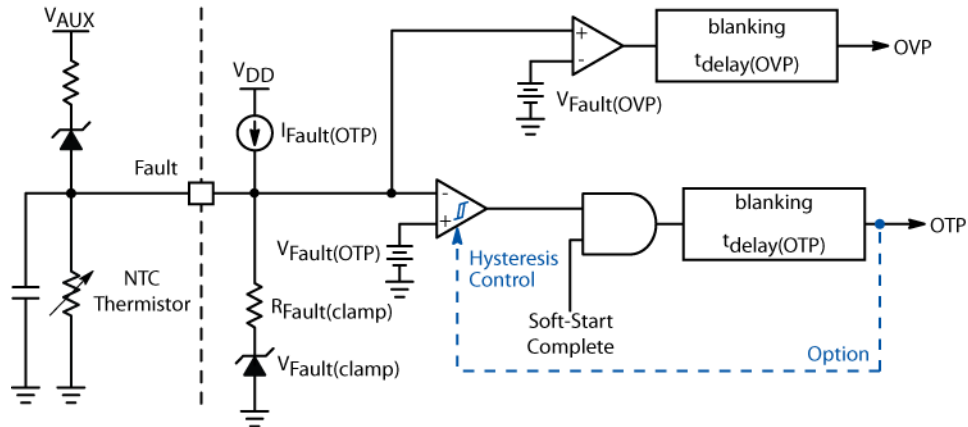 VAUX
VDD
Fault
IFault(OTP)
NTC
Thermistor
RFault(clamp)
VFault(clamp)
+
-
VFault(OVP)
blanking
tdelay(OVP)
OVP
-
+
VFault(OTP)
Hysteresis
Control
Soft-Start
Complete
blanking
tdelay(OTP)
OTP
Option